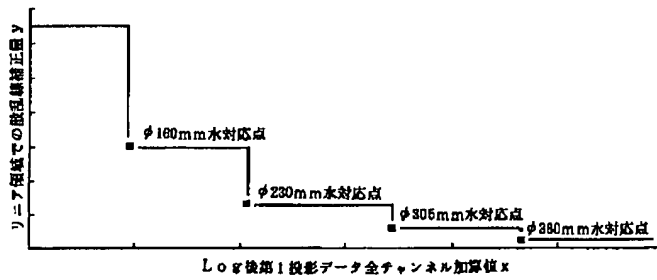 リニア領域での散乱線補正量y
φ160mm水対応点
φ230mm水対応点
φ305mm水対応点
φ380mm水対応点
Log後第1投影データ全チャンネル加算値x